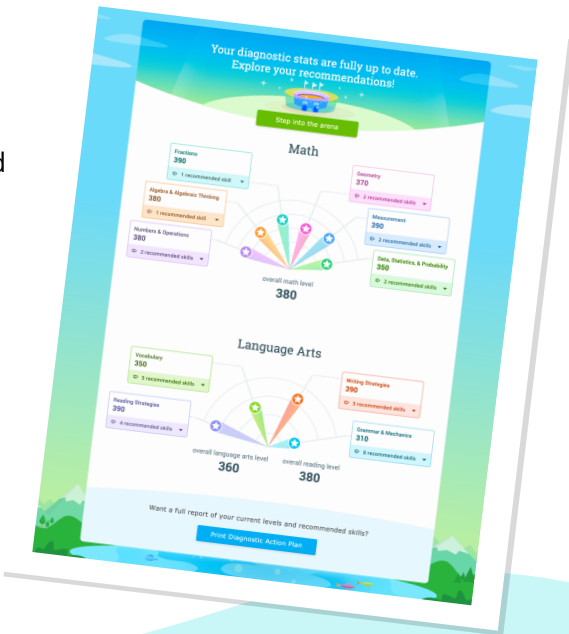 d
Your diagnostic stats are fully up to date.
Explore your recommendations!
Step into the arena
Math
Fractions
390
1 recommended skill
Geometry
370
2 recommended skills
Algebra & Algebraic Thinking
380
1 recommended skill
Measurement
390
2 recommended skills
Numbers & Operations
380
2 recommended skills
Data, Statistics, & Probability
350
2 recommended skills
overall math level
380
Language Arts
Vocabulary
350
5 recommended skills
Writing Strategies
390
3 recommended skills
Reading Strategies
390
4 recommended skills
Grammar & Mechanics
310
6 recommended skills
overall language arts level
360
overall reading level
380
Want a full report of your current levels and recommended skills?
Print Diagnostic Action Plan